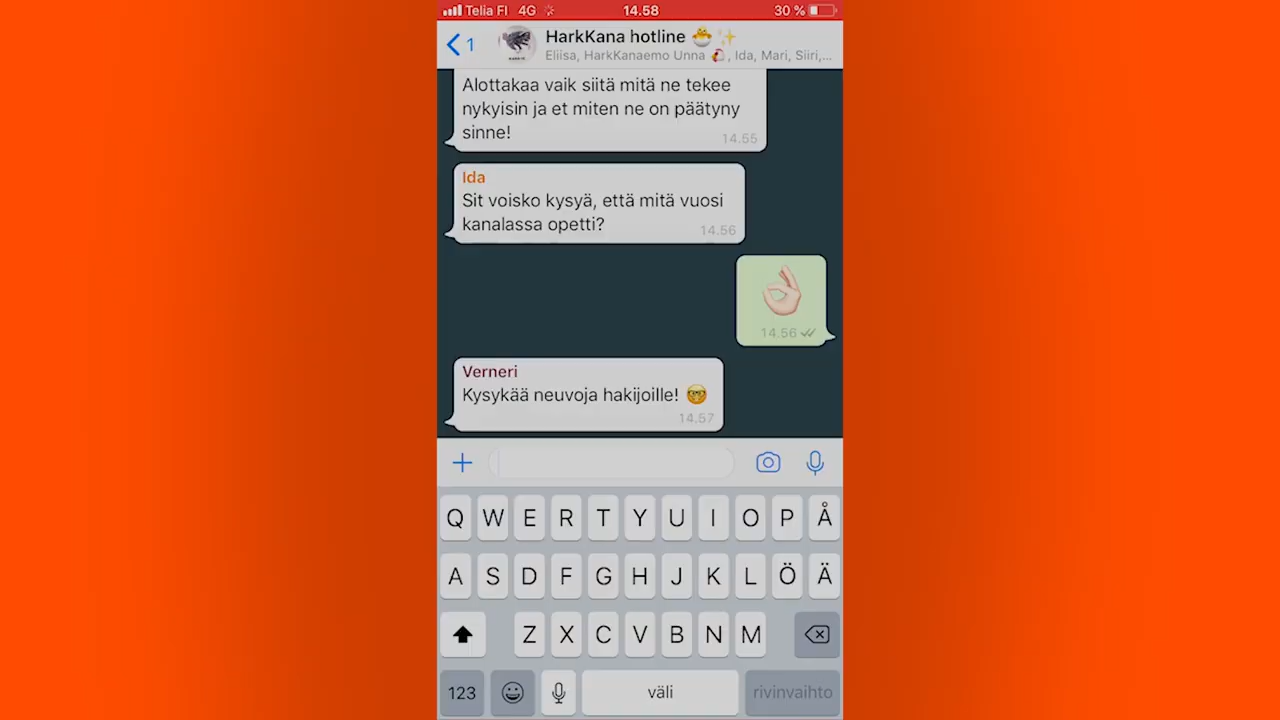 Telia FI 4G 14.58 30 %
1 HarkKana hotline 🐣✨
Eliisa, HarkKanaemo Unna 🐔, Ida, Mari, Siiri,...
Alottakaa vaik siitä mitä ne tekee
nykyisin ja et miten ne on päätyny
sinne!
14.55
Ida
Sit voisko kysyä, että mitä vuosi
kanalassa opetti?
14.56
👌🏻
14.56
Verneri
Kysykää neuvoja hakijoille! 🤓
14.57
Q W E R T Y U I O P Å
A S D F G H J K L Ö Ä
Z X C V B N M
123 väli rivinvaihto